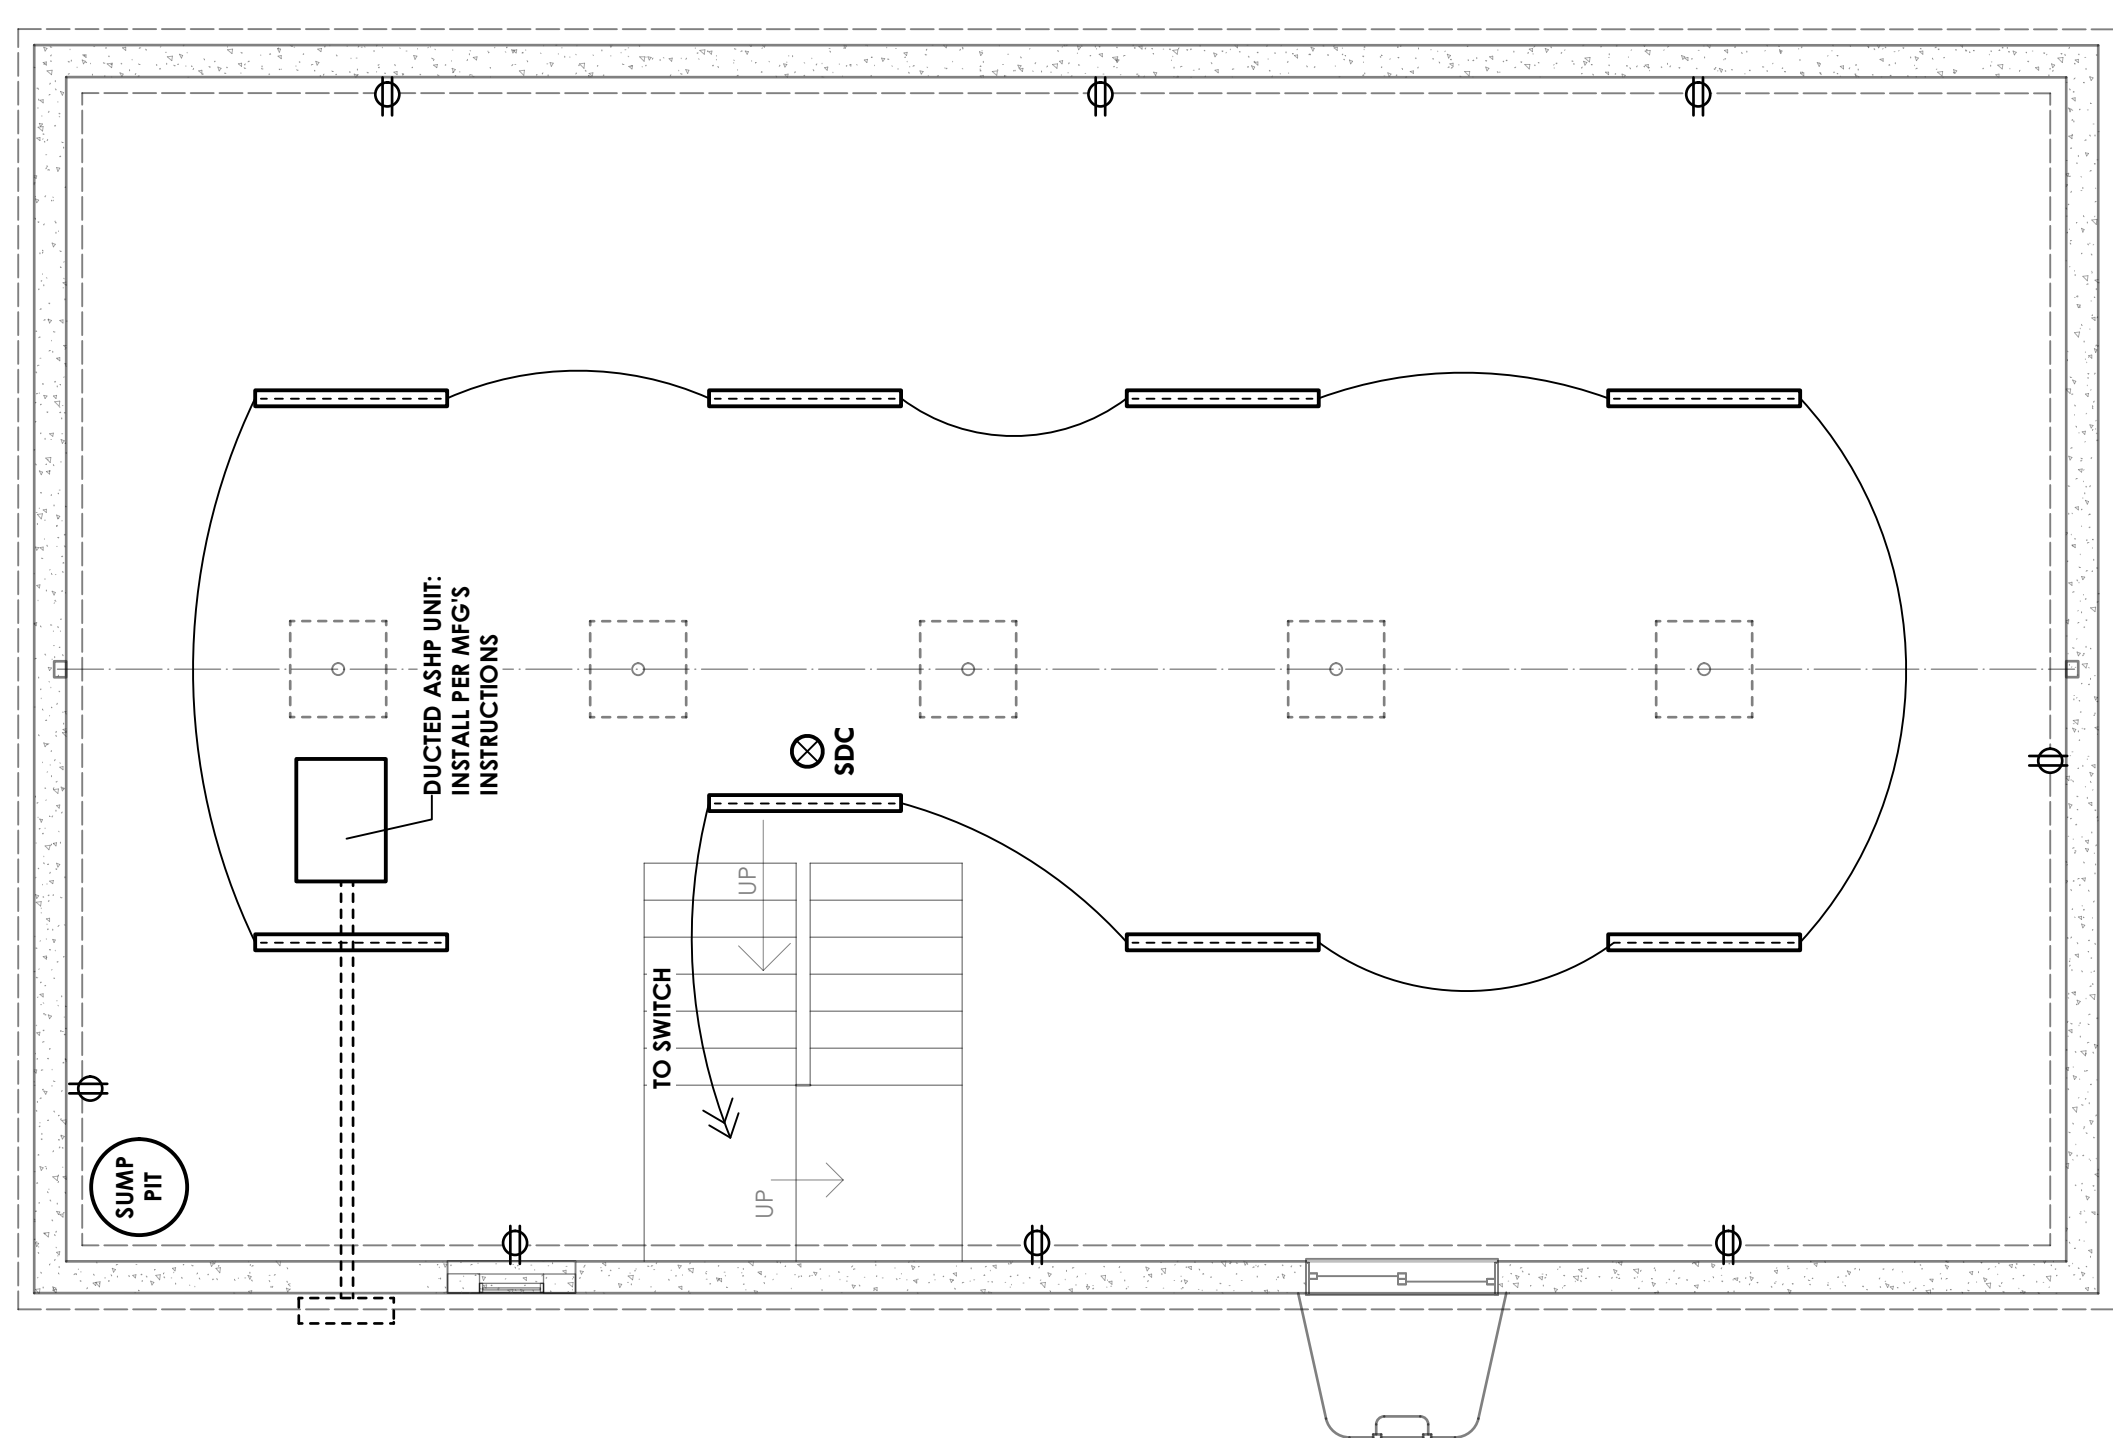 DUCTED ASHP UNIT:
INSTALL PER MFG'S
INSTRUCTIONS
SDC
UP
TO SWITCH
UP
SUMP
PIT